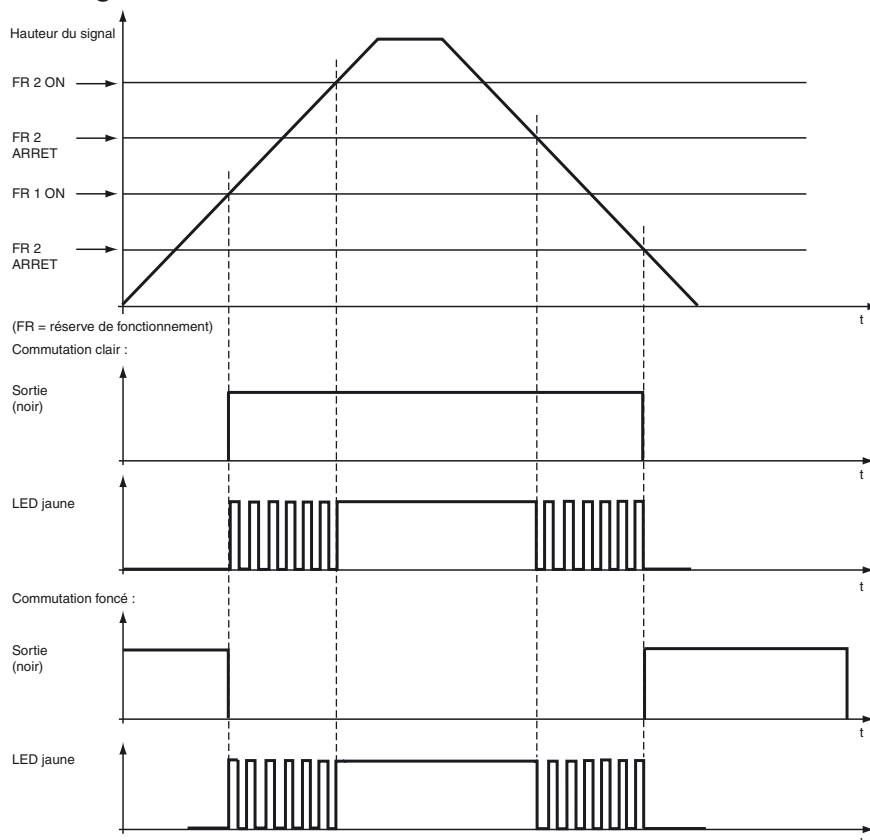 Hauteur du signal
FR 2 ON
FR 2
ARRET
FR 1 ON
FR 2
ARRET
t
(FR = réserve de fonctionnement)
Commutation clair :
Sortie
(noir)
t
LED jaune
t
Commutation foncé :
Sortie
(noir)
t
LED jaune